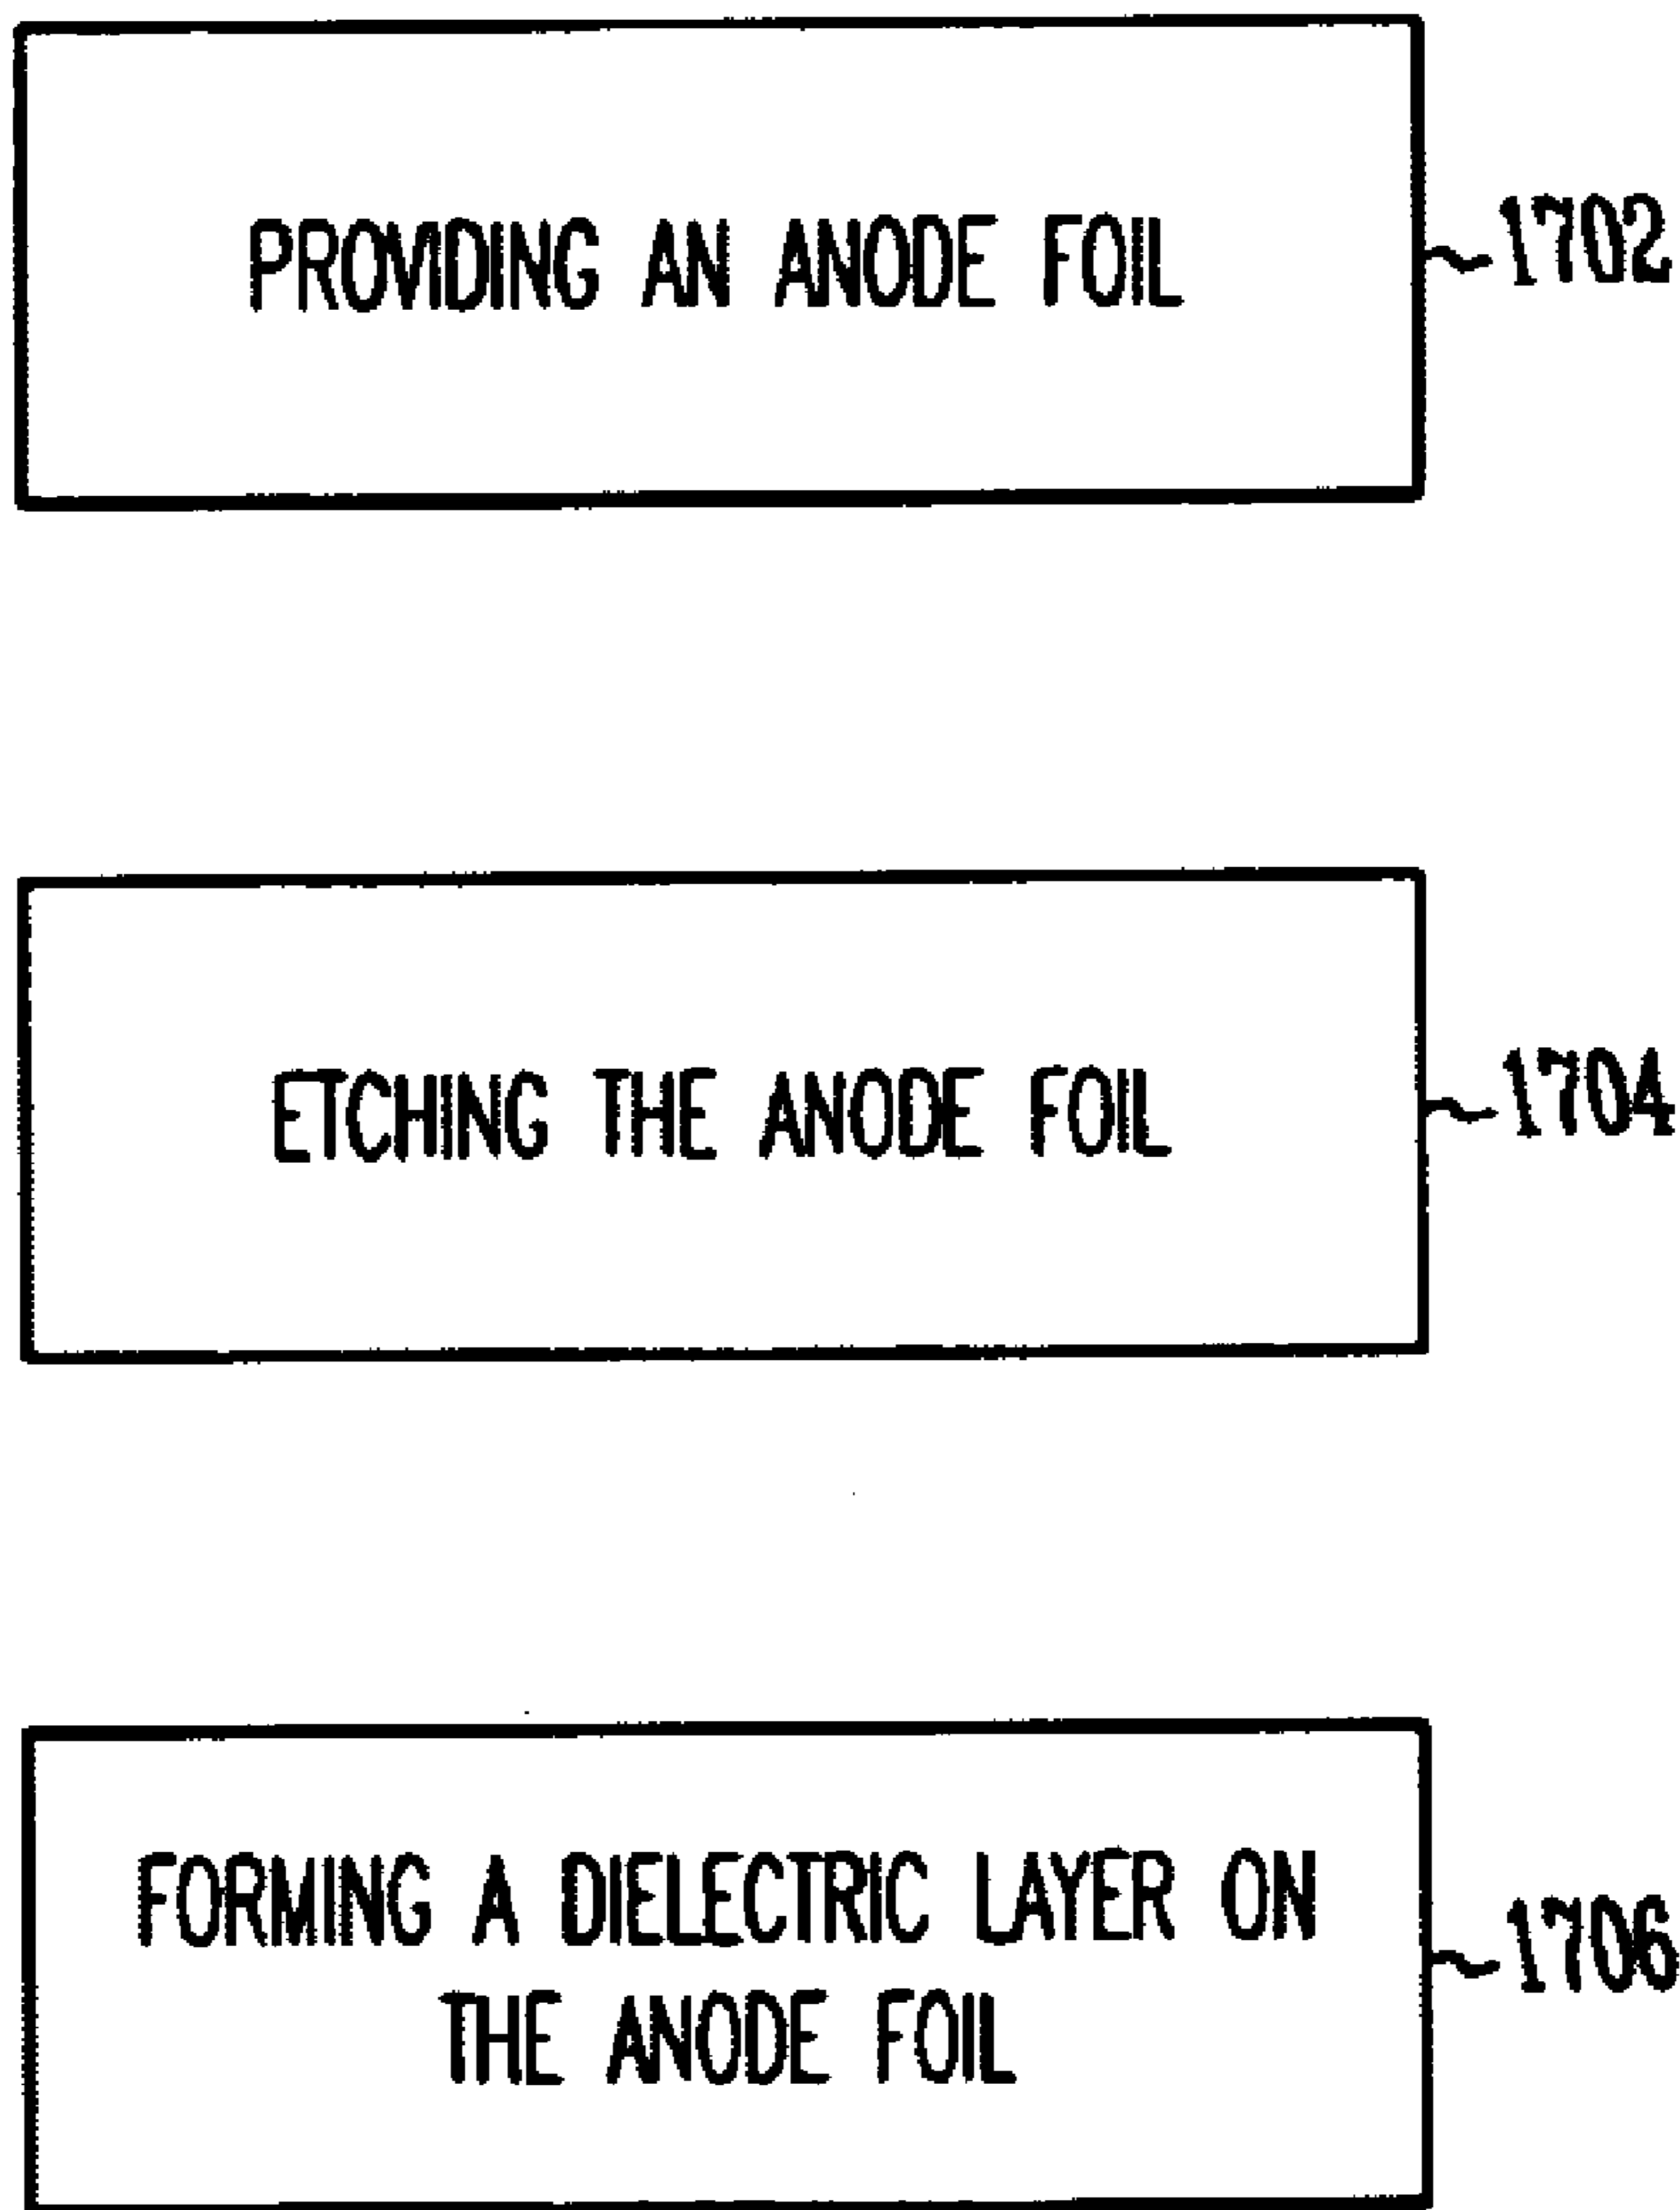 PROVIDING AN ANODE FOIL
1702
ETCHING THE ANODE FOIL
1704
FORMING A DIELECTRIC LAYER ON
THE ANODE FOIL
1706